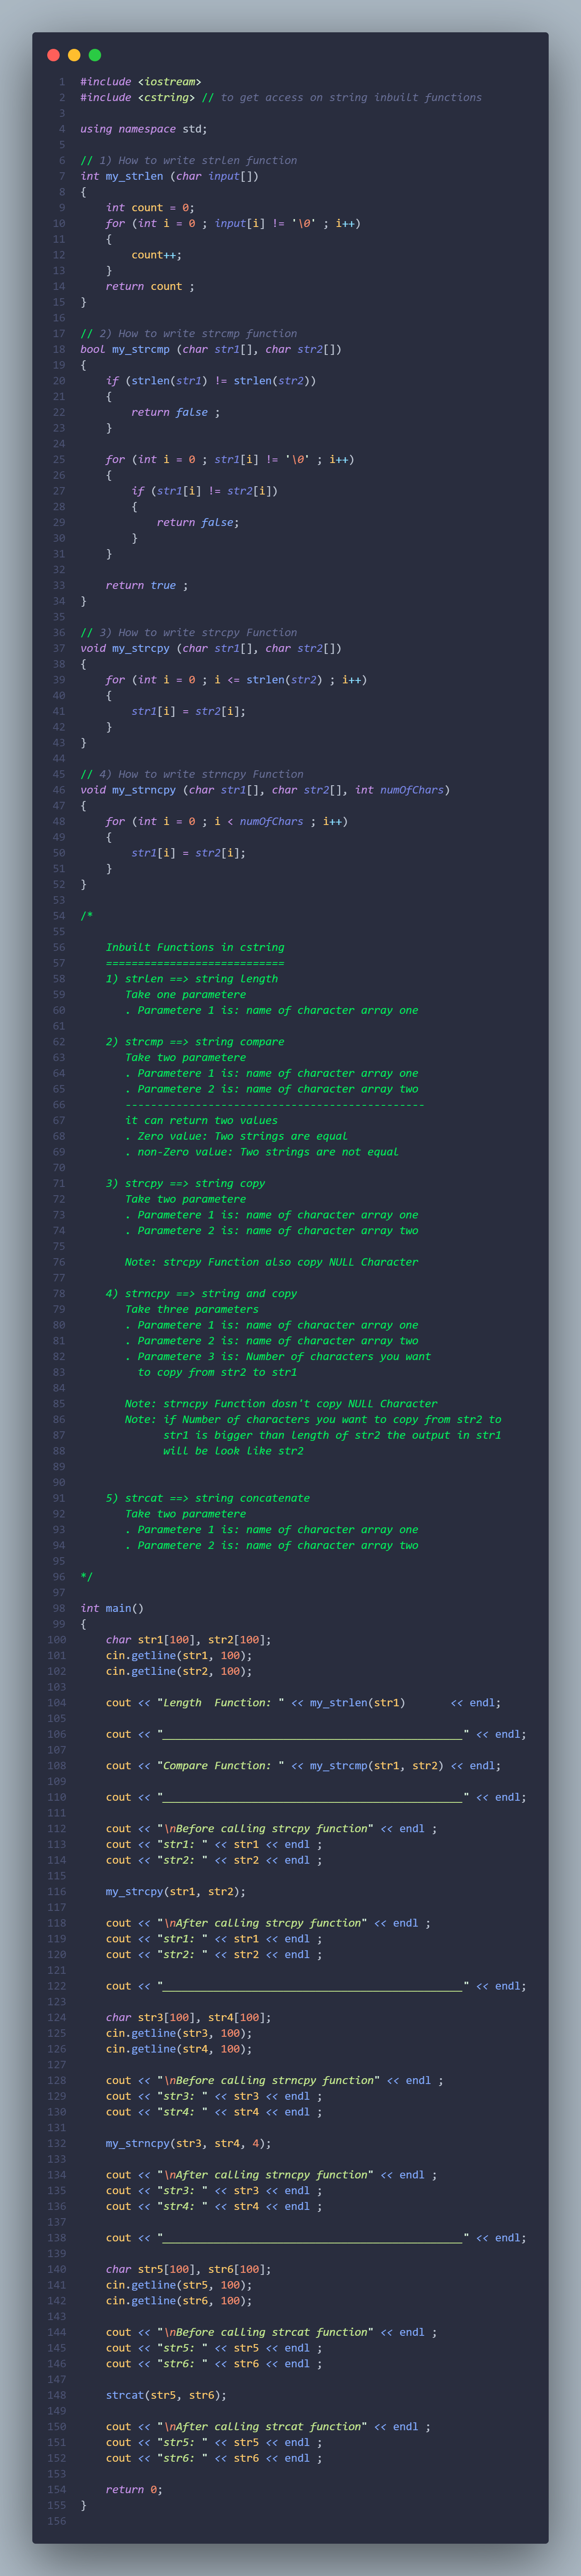 1 #include <iostream>
2 #include <cstring> // to get access on string inbuilt functions
3
4 using namespace std;
5
6 // 1) How to write strlen function
7 int my_strlen (char input[])
8 {
9     int count = 0;
10     for (int i = 0 ; input[i] != '\0' ; i++)
11     {
12         count++;
13     }
14     return count ;
15 }
16
17 // 2) How to write strcmp function
18 bool my_strcmp (char str1[], char str2[])
19 {
20     if (strlen(str1) != strlen(str2))
21     {
22         return false ;
23     }
24
25     for (int i = 0 ; str1[i] != '\0' ; i++)
26     {
27         if (str1[i] != str2[i])
28         {
29             return false;
30         }
31     }
32
33     return true ;
34 }
35
36 // 3) How to write strcpy Function
37 void my_strcpy (char str1[], char str2[])
38 {
39     for (int i = 0 ; i <= strlen(str2) ; i++)
40     {
41         str1[i] = str2[i];
42     }
43 }
44
45 // 4) How to write strncpy Function
46 void my_strncpy (char str1[], char str2[], int numOfChars)
47 {
48     for (int i = 0 ; i < numOfChars ; i++)
49     {
50         str1[i] = str2[i];
51     }
52 }
53
54 /*
55
56     Inbuilt Functions in cstring
57     ============================
58     1) strlen ==> string length
59        Take one parametere
60        . Parametere 1 is: name of character array one
61
62     2) strcmp ==> string compare
63        Take two parametere
64        . Parametere 1 is: name of character array one
65        . Parametere 2 is: name of character array two
66        -----------------------------------------------
67        it can return two values
68        . Zero value: Two strings are equal
69        . non-Zero value: Two strings are not equal
70
71     3) strcpy ==> string copy
72        Take two parametere
73        . Parametere 1 is: name of character array one
74        . Parametere 2 is: name of character array two
75
76        Note: strcpy Function also copy NULL Character
77
78     4) strncpy ==> string and copy
79        Take three parameters
80        . Parametere 1 is: name of character array one
81        . Parametere 2 is: name of character array two
82        . Parametere 3 is: Number of characters you want
83          to copy from str2 to str1
84
85        Note: strncpy Function dosn't copy NULL Character
86        Note: if Number of characters you want to copy from str2 to
87              str1 is bigger than length of str2 the output in str1
88              will be look like str2
89
90
91     5) strcat ==> string concatenate
92        Take two parametere
93        . Parametere 1 is: name of character array one
94        . Parametere 2 is: name of character array two
95
96 */
97
98 int main()
99 {
100     char str1[100], str2[100];
101     cin.getline(str1, 100);
102     cin.getline(str2, 100);
103
104     cout << "Length  Function: " << my_strlen(str1)       << endl;
105
106     cout << "_______________________________________________" << endl;
107
108     cout << "Compare Function: " << my_strcmp(str1, str2) << endl;
109
110     cout << "_______________________________________________" << endl;
111
112     cout << "\nBefore calling strcpy function" << endl ;
113     cout << "str1: " << str1 << endl ;
114     cout << "str2: " << str2 << endl ;
115
116     my_strcpy(str1, str2);
117
118     cout << "\nAfter calling strcpy function" << endl ;
119     cout << "str1: " << str1 << endl ;
120     cout << "str2: " << str2 << endl ;
121
122     cout << "_______________________________________________" << endl;
123
124     char str3[100], str4[100];
125     cin.getline(str3, 100);
126     cin.getline(str4, 100);
127
128     cout << "\nBefore calling strncpy function" << endl ;
129     cout << "str3: " << str3 << endl ;
130     cout << "str4: " << str4 << endl ;
131
132     my_strncpy(str3, str4, 4);
133
134     cout << "\nAfter calling strncpy function" << endl ;
135     cout << "str3: " << str3 << endl ;
136     cout << "str4: " << str4 << endl ;
137
138     cout << "_______________________________________________" << endl;
139
140     char str5[100], str6[100];
141     cin.getline(str5, 100);
142     cin.getline(str6, 100);
143
144     cout << "\nBefore calling strcat function" << endl ;
145     cout << "str5: " << str5 << endl ;
146     cout << "str6: " << str6 << endl ;
147
148     strcat(str5, str6);
149
150     cout << "\nAfter calling strcat function" << endl ;
151     cout << "str5: " << str5 << endl ;
152     cout << "str6: " << str6 << endl ;
153
154     return 0;
155 }
156